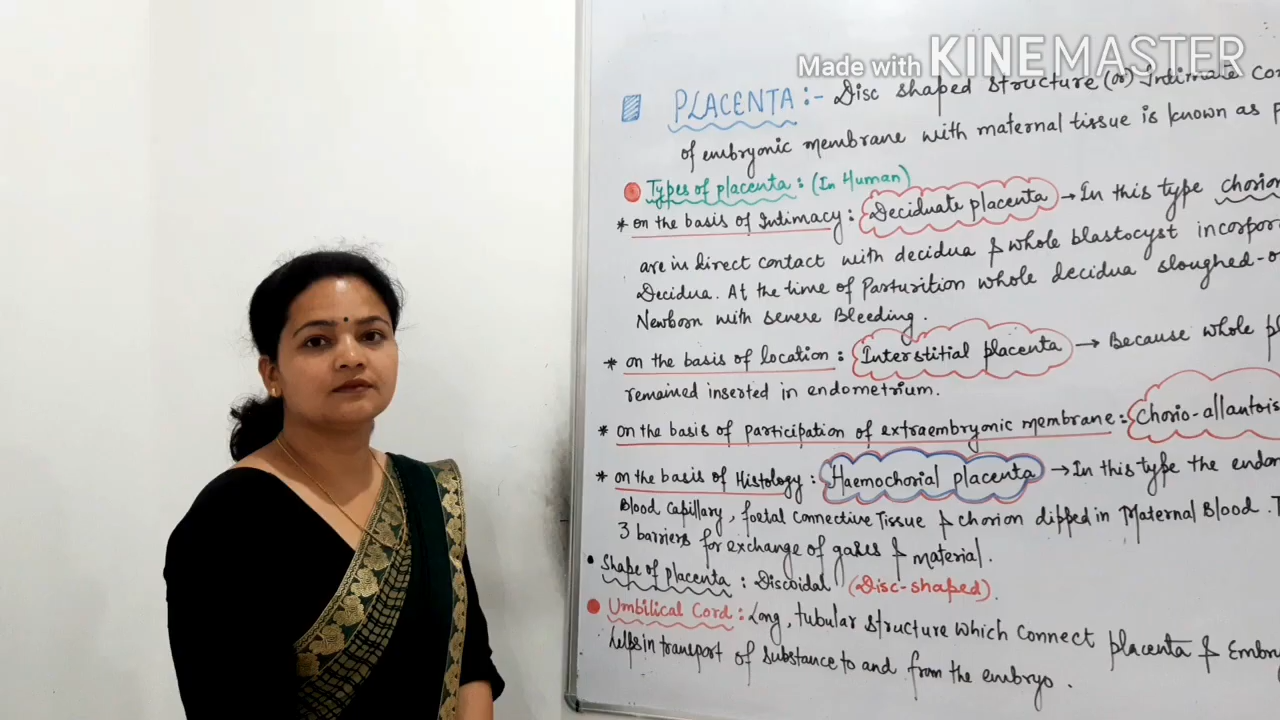 Made with KINEMASTER
PLACENTA :- Disc shaped structure (or) Intimate
of embryonic membrane with maternal tissue is known as
Types of placenta : (In Human)
* on the basis of Intimacy : Deciduate placenta → In this type chorion
are in direct contact with decidua & whole blastocyst
Decidua. At the time of Parturition whole decidua sloughed-
Newborn with severe Bleeding.
* on the basis of location : Interstitial placenta → Because whole
remained inserted in endometrium.
* on the basis of participation of extraembryonic membrane : Chorio-allantois
* on the basis of Histology : Haemochorial placenta → In this type the
Blood capillary, foetal connective Tissue & chorion dipped in Maternal Blood.
3 barriers for exchange of gases & material.
• Shape of placenta : Discoidal (Disc-shaped).
Umbilical Cord : Long, tubular structure which connect placenta &
helps in transport of substance to and from the embryo.